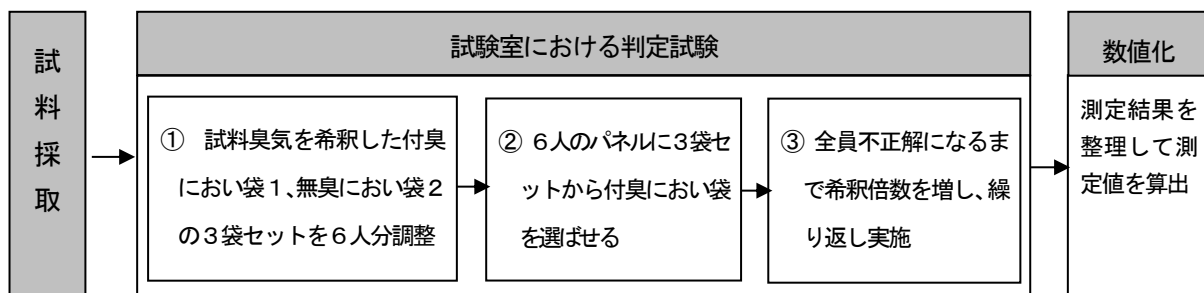 試料採取
試験室における判定試験
① 試料臭気を希釈した付臭
におい袋1、無臭におい袋2
の3袋セットを6人分調整
② 6人のパネルに3袋セ
ットから付臭におい袋
を選ばせる
③ 全員不正解になるま
で希釈倍数を増し、繰
り返し実施
数値化
測定結果を
整理して測
定値を算出